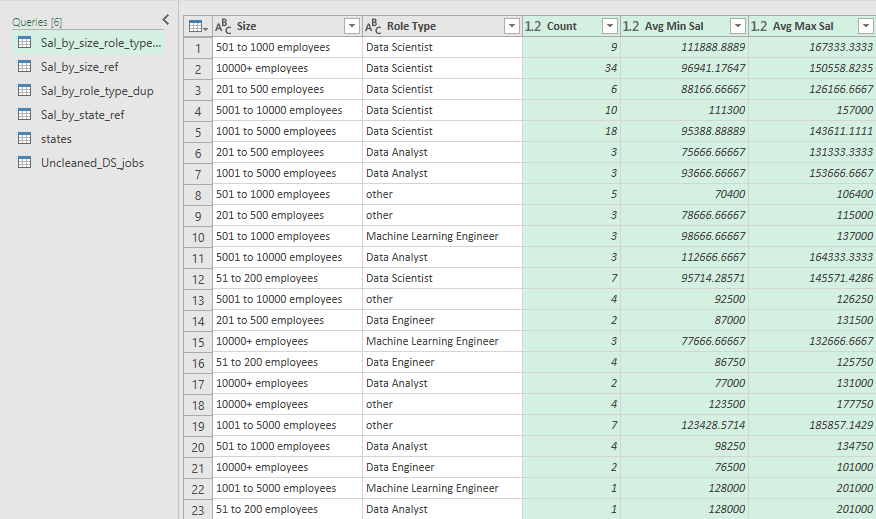 Queries [6]
Sal_by_size_role_type...
Sal_by_size_ref
Sal_by_role_type_dup
Sal_by_state_ref
states
Uncleaned_DS_jobs
ABC Size ABC Role Type 1.2 Count 1.2 Avg Min Sal 1.2 Avg Max Sal
1 501 to 1000 employees Data Scientist 9 111888.8889 167333.3333
2 10000+ employees Data Scientist 34 96941.17647 150558.8235
3 201 to 500 employees Data Scientist 6 88166.66667 126166.6667
4 5001 to 10000 employees Data Scientist 10 111300 157000
5 1001 to 5000 employees Data Scientist 18 95388.88889 143611.1111
6 201 to 500 employees Data Analyst 3 75666.66667 131333.3333
7 1001 to 5000 employees Data Analyst 3 93666.66667 153666.6667
8 501 to 1000 employees other 5 70400 106400
9 201 to 500 employees other 3 78666.66667 115000
10 501 to 1000 employees Machine Learning Engineer 3 98666.66667 137000
11 5001 to 10000 employees Data Analyst 3 112666.6667 164333.3333
12 51 to 200 employees Data Scientist 7 95714.28571 145571.4286
13 5001 to 10000 employees other 4 92500 126250
14 201 to 500 employees Data Engineer 2 87000 131500
15 10000+ employees Machine Learning Engineer 3 77666.66667 132666.6667
16 51 to 200 employees Data Engineer 4 86750 125750
17 10000+ employees Data Analyst 2 77000 131000
18 10000+ employees other 4 123500 177750
19 1001 to 5000 employees other 7 123428.5714 185857.1429
20 501 to 1000 employees Data Analyst 4 98250 134750
21 10000+ employees Data Engineer 2 76500 101000
22 1001 to 5000 employees Machine Learning Engineer 1 128000 201000
23 51 to 200 employees Data Analyst 1 128000 201000